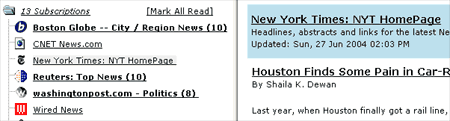 13 Subscriptions [Mark All Read]
Boston Globe -- City / Region News (10)
CNET News.com
New York Times: NYT HomePage
Reuters: Top News (10)
washingtonpost.com - Politics (8)
Wired News
New York Times: NYT HomePage
Headlines, abstracts and links for the latest Ne
Updated: Sun, 27 Jun 2004 02:03 PM
Houston Finds Some Pain in Car-R
By Shaila K. Dewan
Last year, when Houston finally got a rail line,